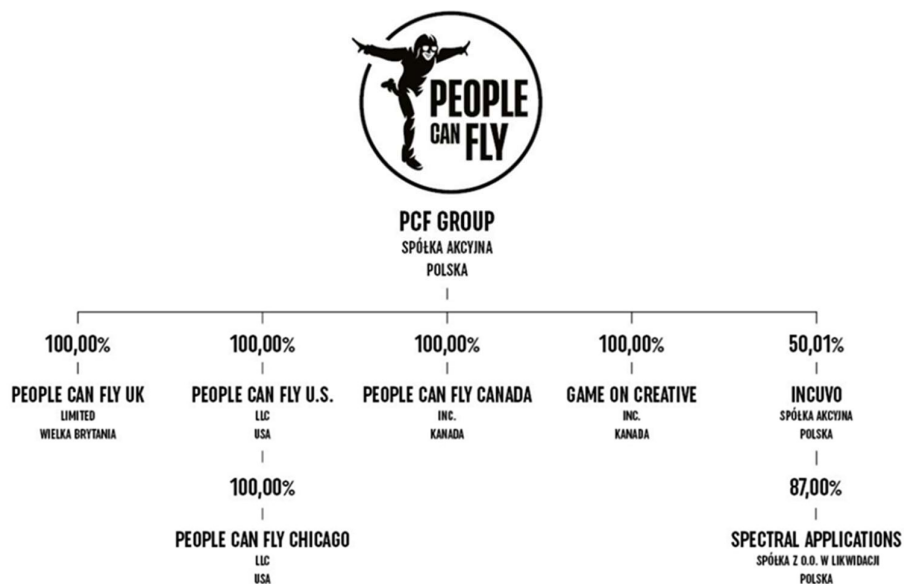 PEOPLE
CAN FLY
PCF GROUP
SPÓŁKA AKCYJNA
POLSKA
100,00%
100,00%
100,00%
100,00%
50,01%
PEOPLE CAN FLY UK
LIMITED
WIELKA BRYTANIA
PEOPLE CAN FLY U.S.
LLC
USA
PEOPLE CAN FLY CANADA
INC.
KANADA
GAME ON CREATIVE
INC.
KANADA
INCUVO
SPÓŁKA AKCYJNA
POLSKA
100,00%
87,00%
PEOPLE CAN FLY CHICAGO
LLC
USA
SPECTRAL APPLICATIONS
SPÓŁKA Z O.O. W LIKWIDACJI
POLSKA